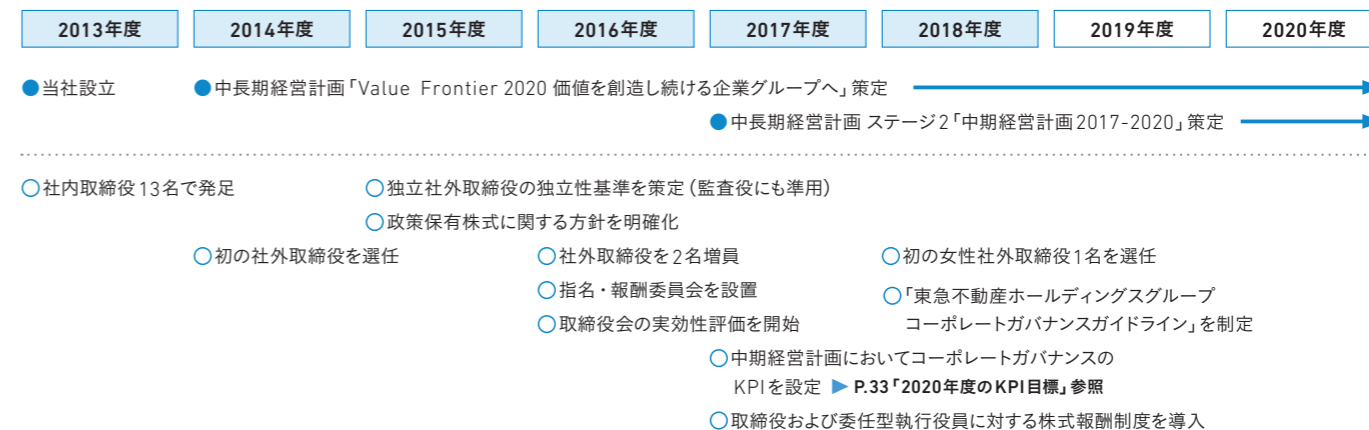 2013年度 2014年度 2015年度 2016年度 2017年度 2018年度 2019年度 2020年度
●当社設立 ●中長期経営計画「Value Frontier 2020 価値を創造し続ける企業グループへ」策定
●中長期経営計画 ステージ2「中期経営計画2017-2020」策定
○社内取締役13名で発足 ○独立社外取締役の独立性基準を策定(監査役にも準用)
○政策保有株式に関する方針を明確化
○初の社外取締役を選任 ○社外取締役を2名増員 ○初の女性社外取締役1名を選任
○指名・報酬委員会を設置 ○「東急不動産ホールディングスグループ
○取締役会の実効性評価を開始 コーポレートガバナンスガイドライン」を制定
○中期経営計画においてコーポレートガバナンスの
KPIを設定 ▶ P.33「2020年度のKPI目標」参照
○取締役および委任型執行役員に対する株式報酬制度を導入